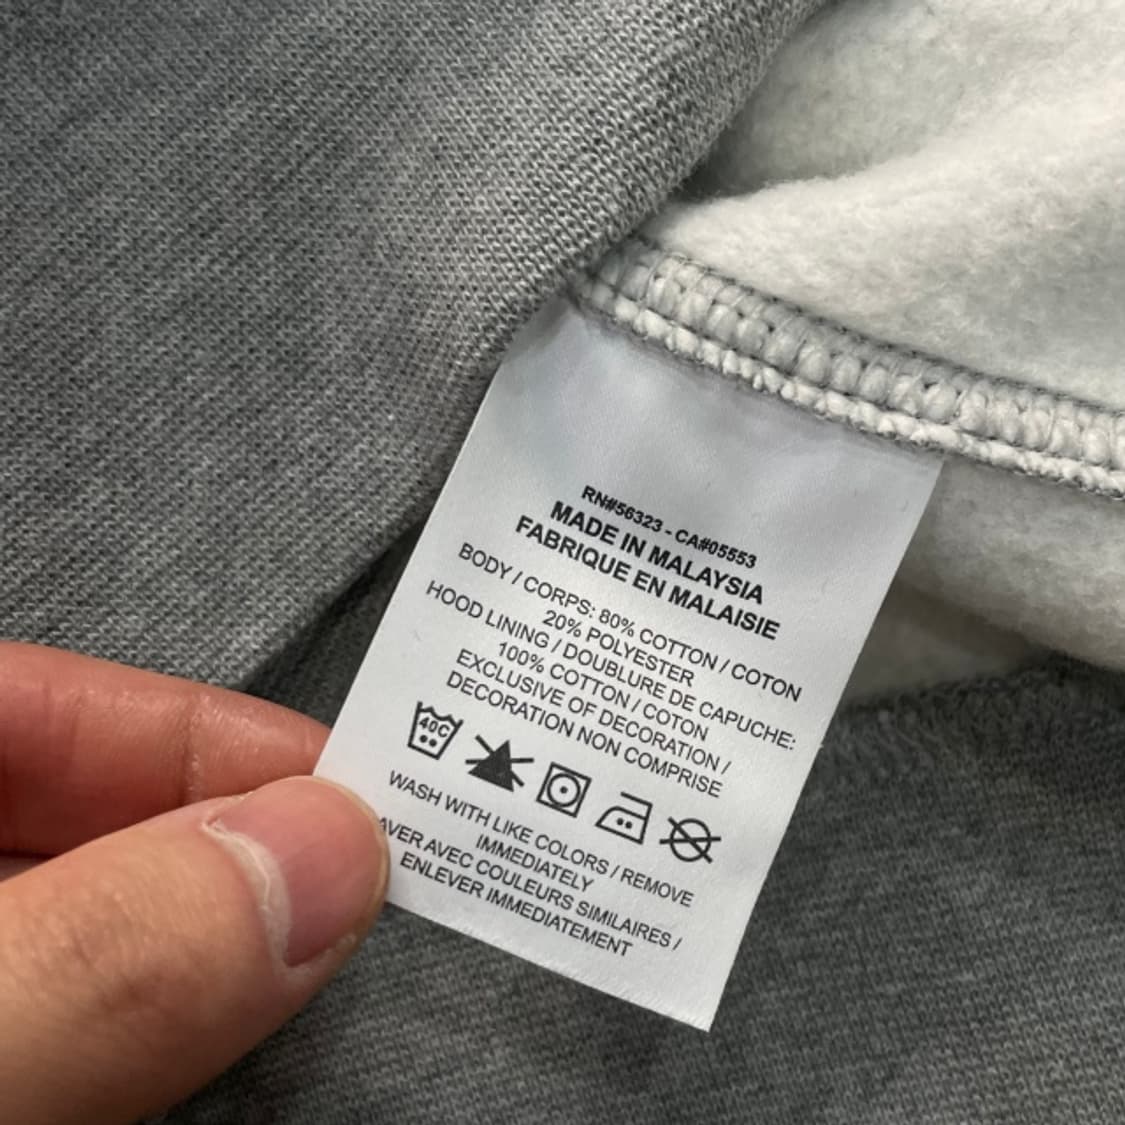 RN#56323 - CA#05553
MADE IN MALAYSIA
FABRIQUE EN MALAISIE
BODY / CORPS: 80% COTTON / COTON
20% POLYESTER
HOOD LINING / DOUBLURE DE CAPUCHE:
100% COTTON / COTON
EXCLUSIVE OF DECORATION /
DECORATION NON COMPRISE
40C
WASH WITH LIKE COLORS / REMOVE
IMMEDIATELY
AVER AVEC COULEURS SIMILAIRES /
ENLEVER IMMEDIATEMENT